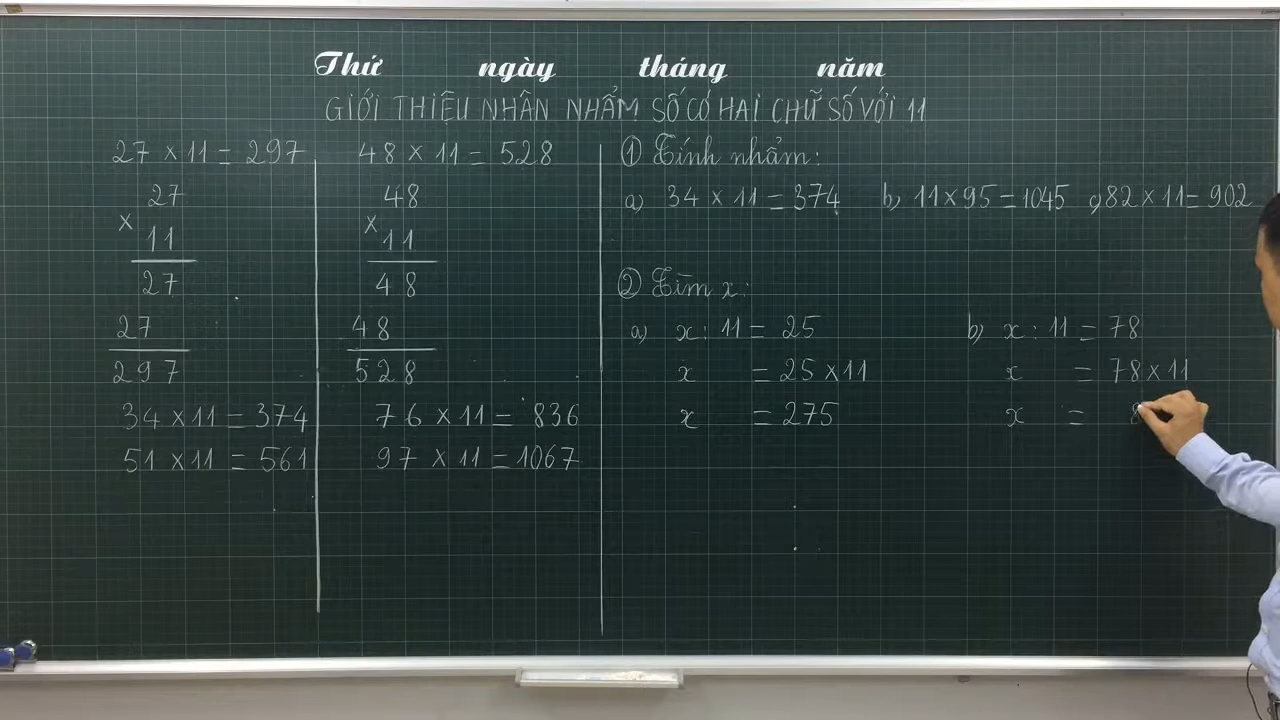 Thứ ngày tháng năm
GIỚI THIỆU NHÂN NHẨM SỐ CÓ HAI CHỮ SỐ VỚI 11
27 × 11 = 297
27
×
11
27
27
297
34 × 11 = 374
51 × 11 = 561
48 × 11 = 528
48
×
11
48
48
528
76 × 11 = 836
97 × 11 = 1067
① Tính nhẩm:
a) 34 × 11 = 374 b) 11 × 95 = 1045 c) 82 × 11 = 902
② Tìm x:
a) x : 11 = 25
x = 25 × 11
x = 275
b) x : 11 = 78
x = 78 × 11
x = 8